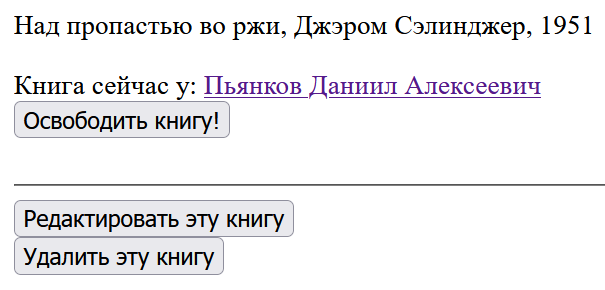 Над пропастью во ржи, Джэром Сэлинджер, 1951
Книга сейчас у: Пьянков Даниил Алексеевич
Освободить книгу!
Редактировать эту книгу
Удалить эту книгу